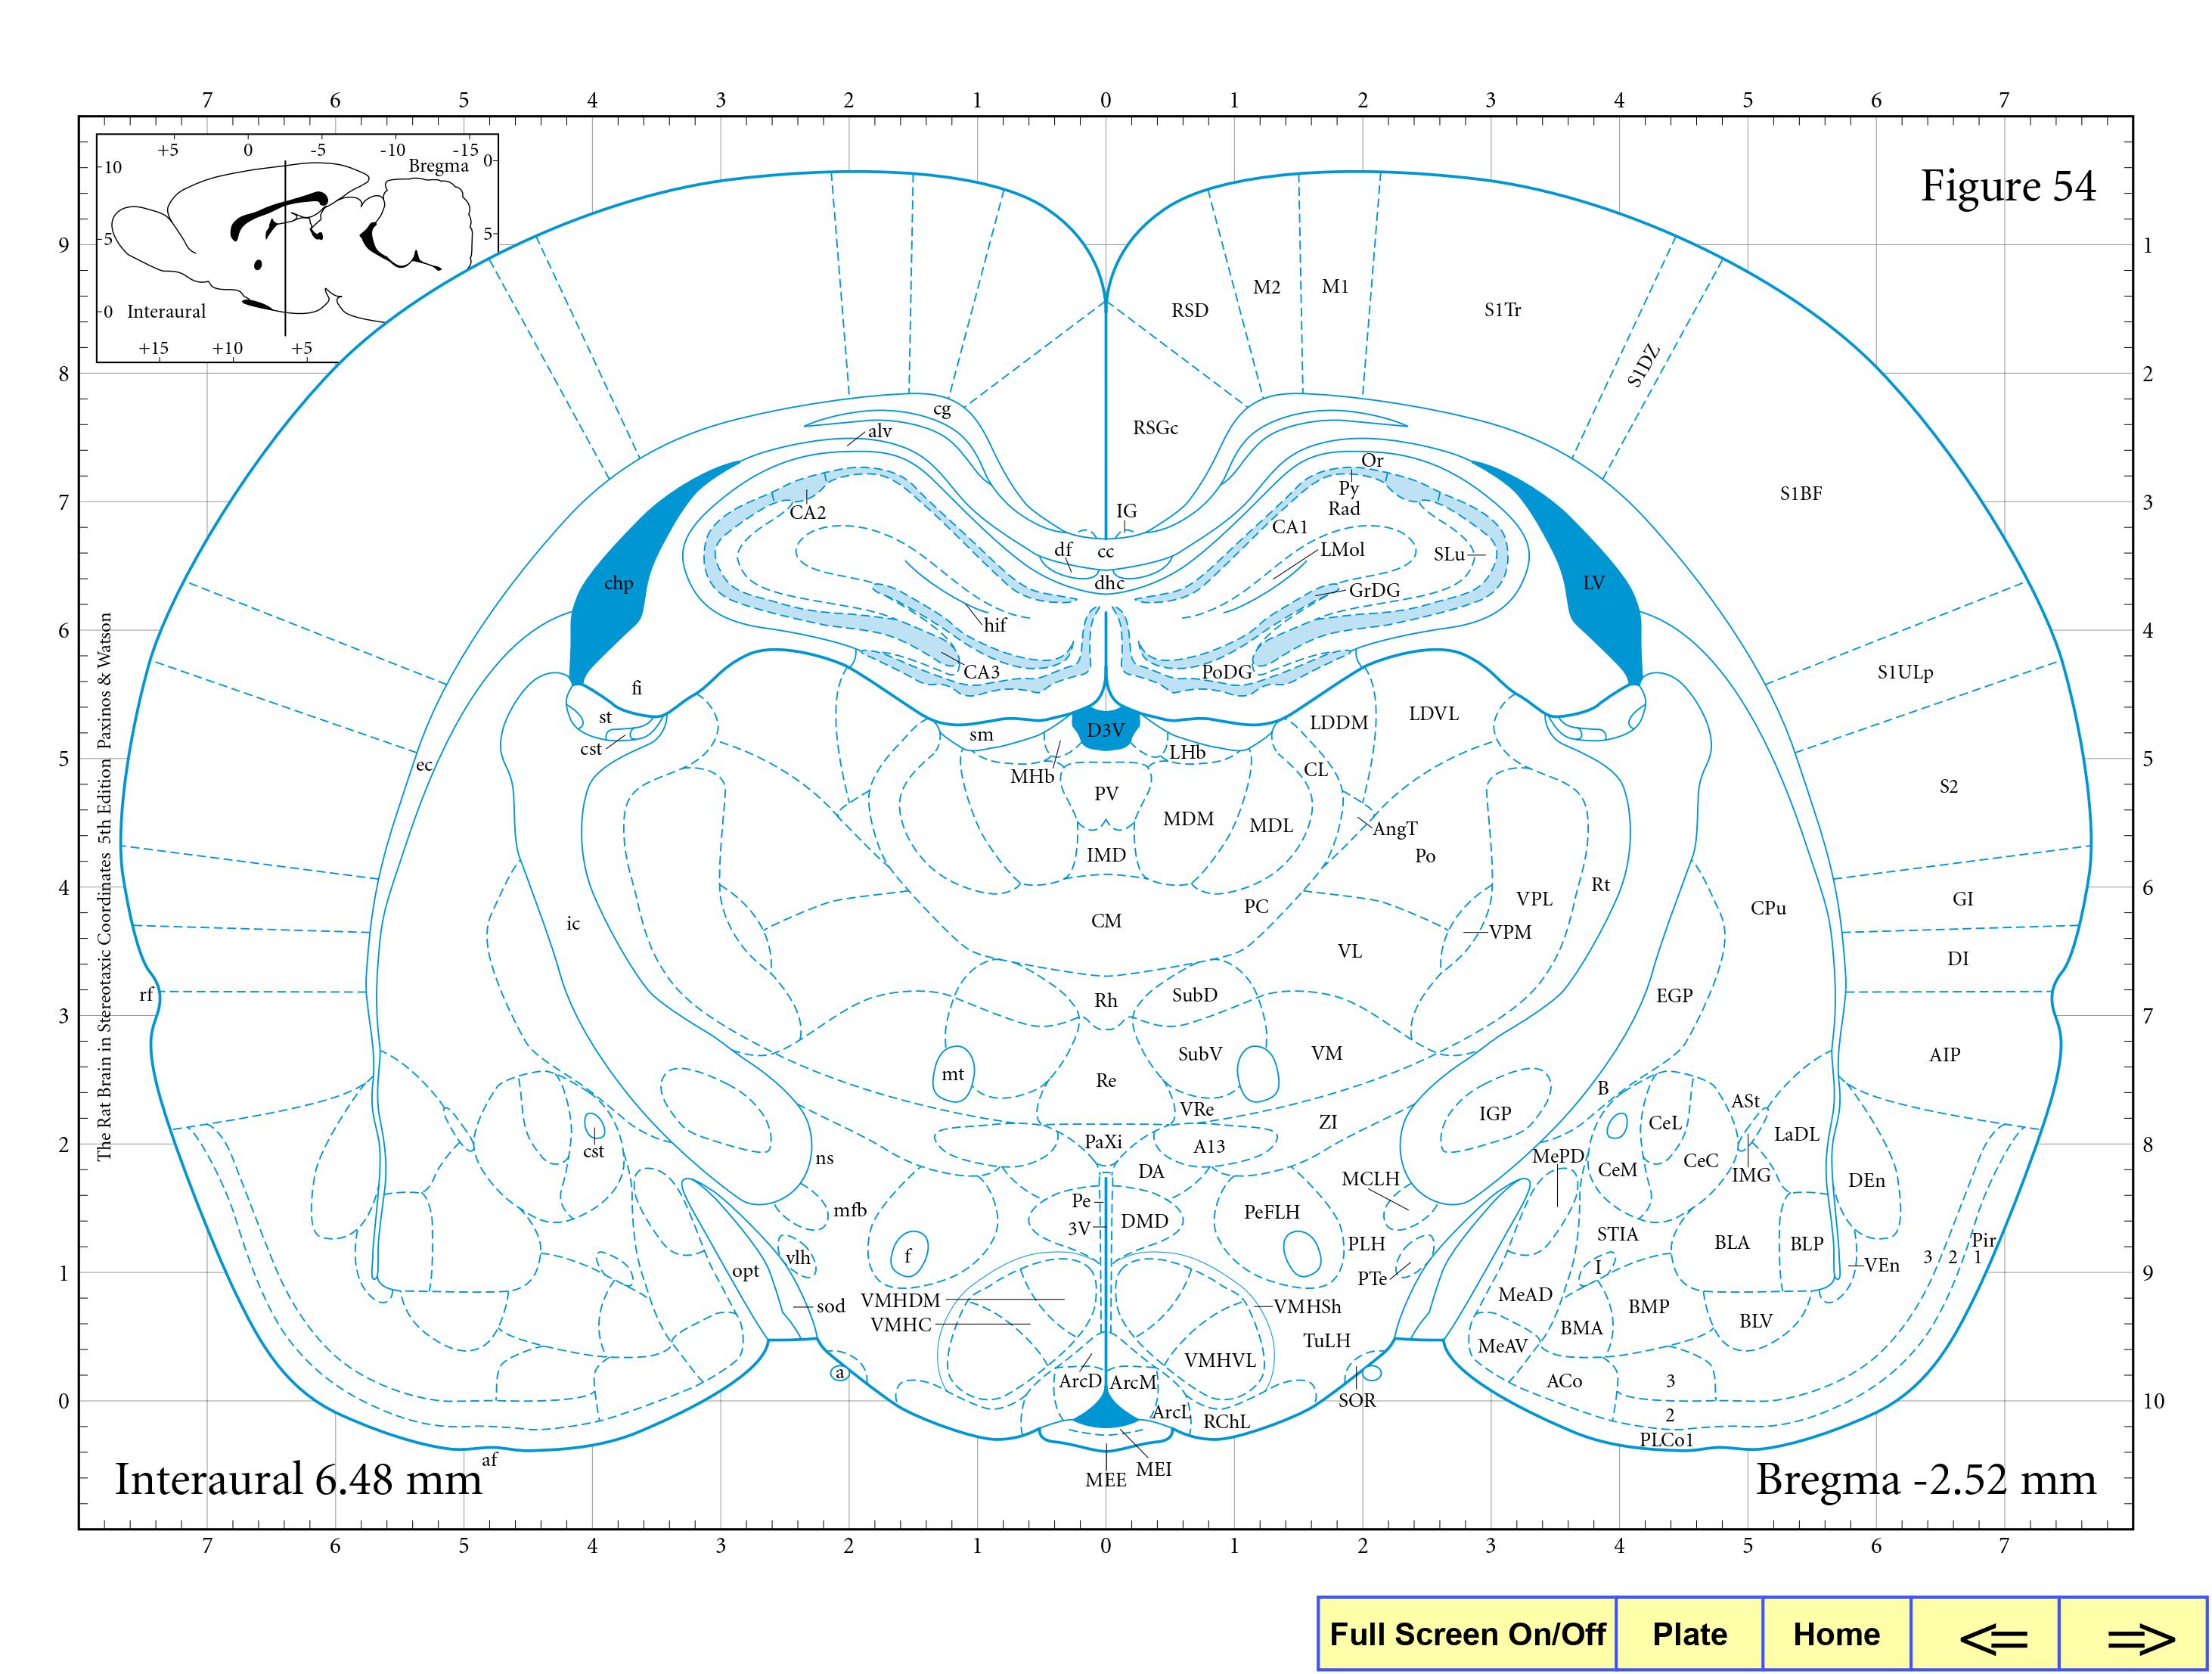 7 6 5 4 3 2 1 0 1 2 3 4 5 6 7
+5 0 -5 -10 -15
Bregma 0
10
5
5
0 Interaural
+15 +10 +5
Figure 54
9
8
7
6
5
4
3
2
1
0
1
2
3
4
5
6
7
8
9
10
The Rat Brain in Stereotaxic Coordinates 5th Edition Paxinos & Watson
RSD
M2
M1
S1Tr
S1DZ
cg
alv
RSGc
Or
Py
Rad
CA2
IG
CA1
S1BF
df
cc
LMol
SLu
chp
dhc
GrDG
LV
hif
CA3
PoDG
S1ULp
fi
st
cst
sm
D3V
LDDM
LDVL
MHb
LHb
CL
ec
PV
S2
MDM
MDL
AngT
IMD
Po
Rt
VPL
GI
ic
CM
PC
CPu
VPM
VL
DI
rf
Rh
SubD
EGP
SubV
VM
AIP
mt
Re
B
VRe
ZI
IGP
ASt
CeL
LaDL
cst
PaXi
A13
ns
DA
MCLH
MePD
CeM
CeC
IMG
DEn
mfb
Pe
3V
DMD
PeFLH
STIA
BLA
BLP
Pir
3 2 1
f
vlh
opt
PLH
PTe
I
VEn
VMHDM
sod
VMHC
VMHSh
MeAD
BMP
TuLH
BMA
BLV
MeAV
VMHVL
a
ArcD
ArcM
ACo
3
SOR
ArcL
RChL
2
PLCo1
af
MEI
MEE
Interaural 6.48 mm
Bregma -2.52 mm
7 6 5 4 3 2 1 0 1 2 3 4 5 6 7
Full Screen On/Off Plate Home <= =>